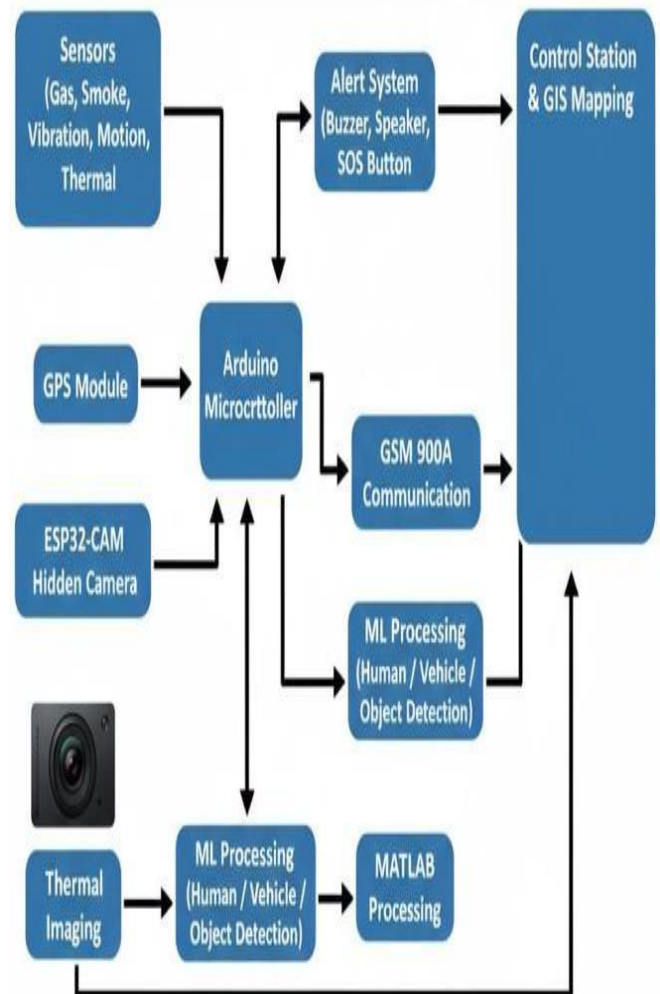 Sensors
(Gas, Smoke,
Vibration, Motion,
Thermal
Alert System
(Buzzer, Speaker,
SOS Button
Control Station
& GIS Mapping
GPS Module
Arduino
Microcrttoller
GSM 900A
Communication
ESP32-CAM
Hidden Camera
ML Processing
(Human / Vehicle /
Object Detection)
Thermal
Imaging
ML Processing
(Human / Vehicle /
Object Detection)
MATLAB
Processing